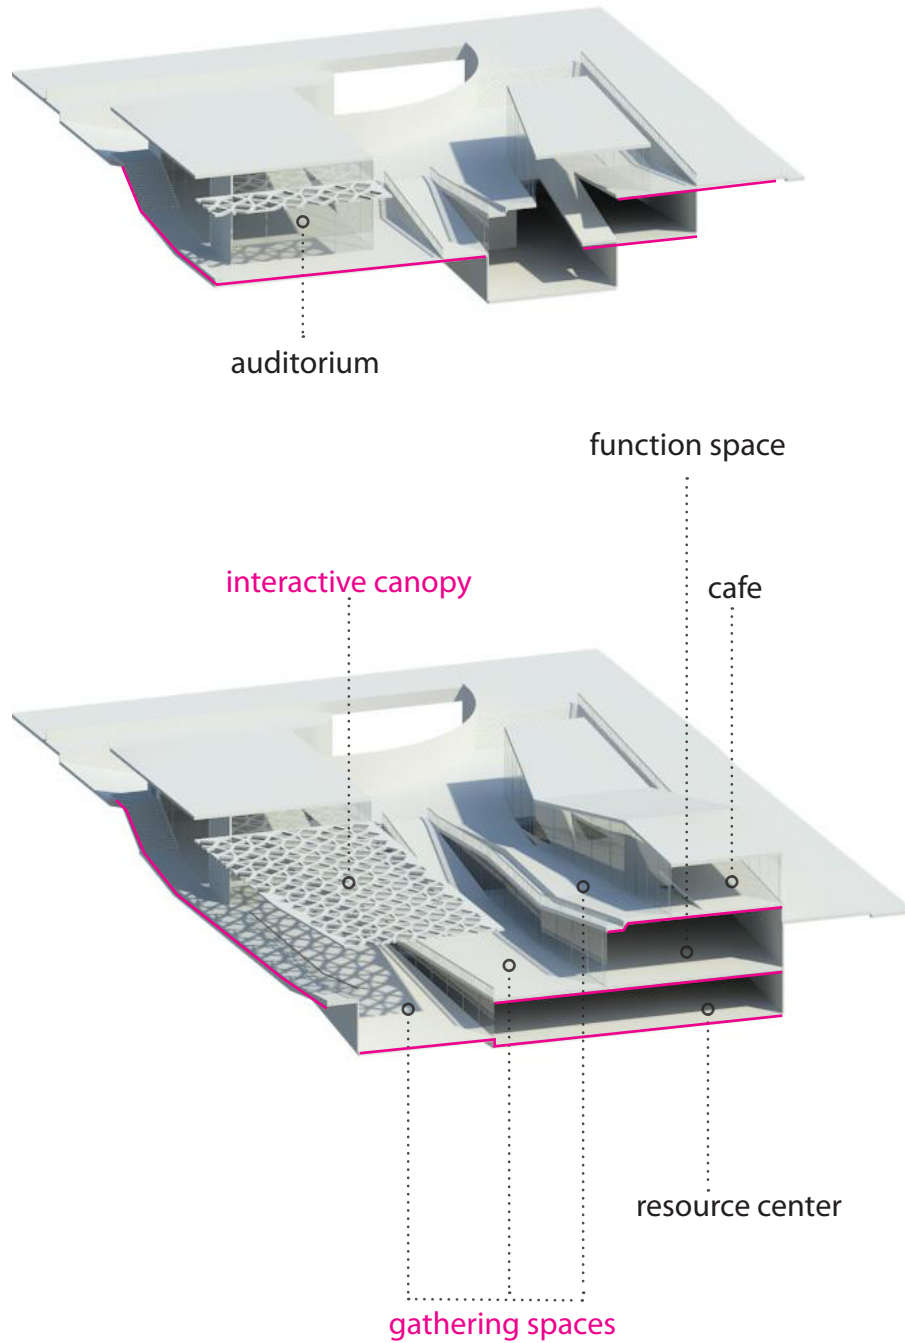 auditorium
function space
interactive canopy
cafe
resource center
gathering spaces